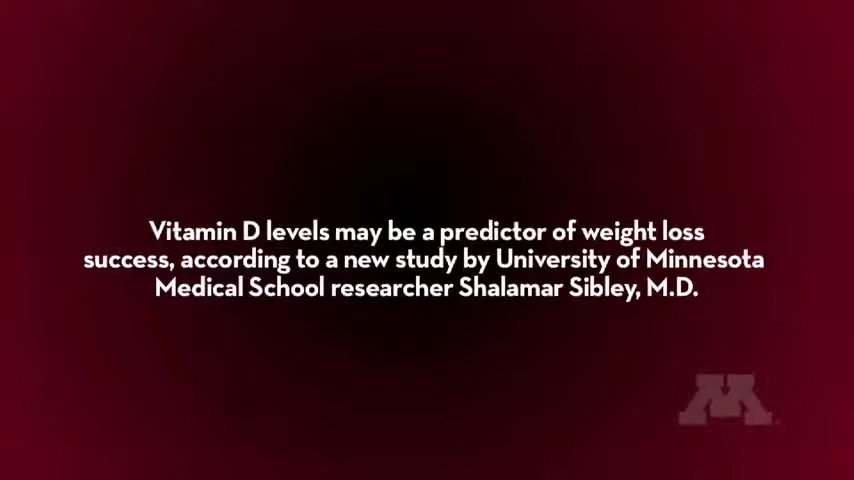 Vitamin D levels may be a predictor of weight loss
success, according to a new study by University of Minnesota
Medical School researcher Shalamar Sibley, M.D.
M